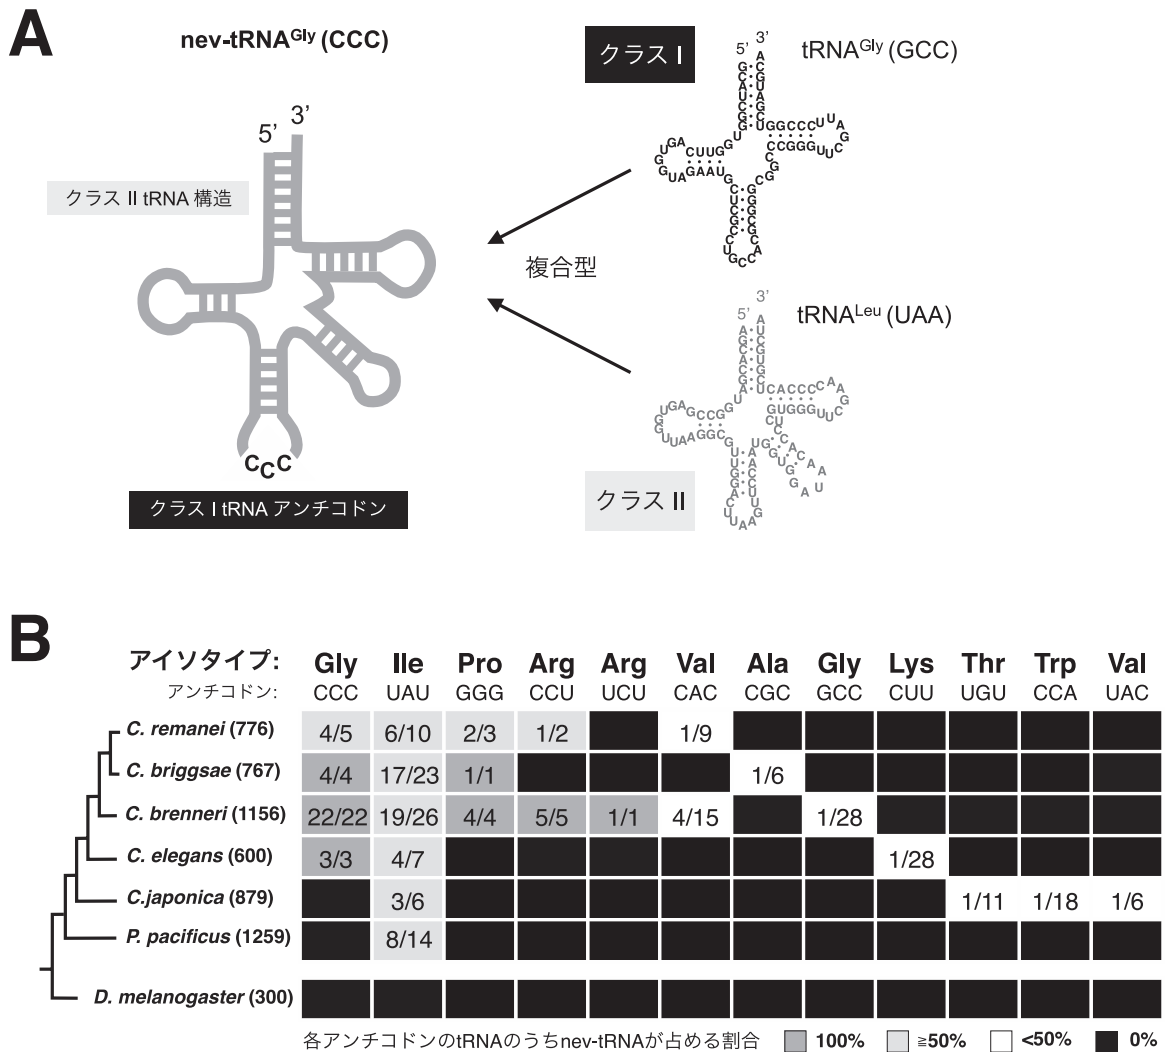 A
nev-tRNAGly (CCC)
5’ 3’
クラス II tRNA 構造
CCC
クラス I tRNA アンチコドン
複合型
クラス I
tRNAGly (GCC)
5’ 3’
tRNALeu (UAA)
5’ 3’
クラス II
B
アイソタイプ: Gly Ile Pro Arg Arg Val Ala Gly Lys Thr Trp Val
アンチコドン: CCC UAU GGG CCU UCU CAC CGC GCC CUU UGU CCA UAC
C. remanei (776) 4/5 6/10 2/3 1/2 1/9
C. briggsae (767) 4/4 17/23 1/1 1/6
C. brenneri (1156) 22/22 19/26 4/4 5/5 1/1 4/15 1/28
C. elegans (600) 3/3 4/7 1/28
C.japonica (879) 3/6 1/11 1/18 1/6
P. pacificus (1259) 8/14
D. melanogaster (300)
各アンチコドンのtRNAのうちnev-tRNAが占める割合 100% ≧50% <50% 0%